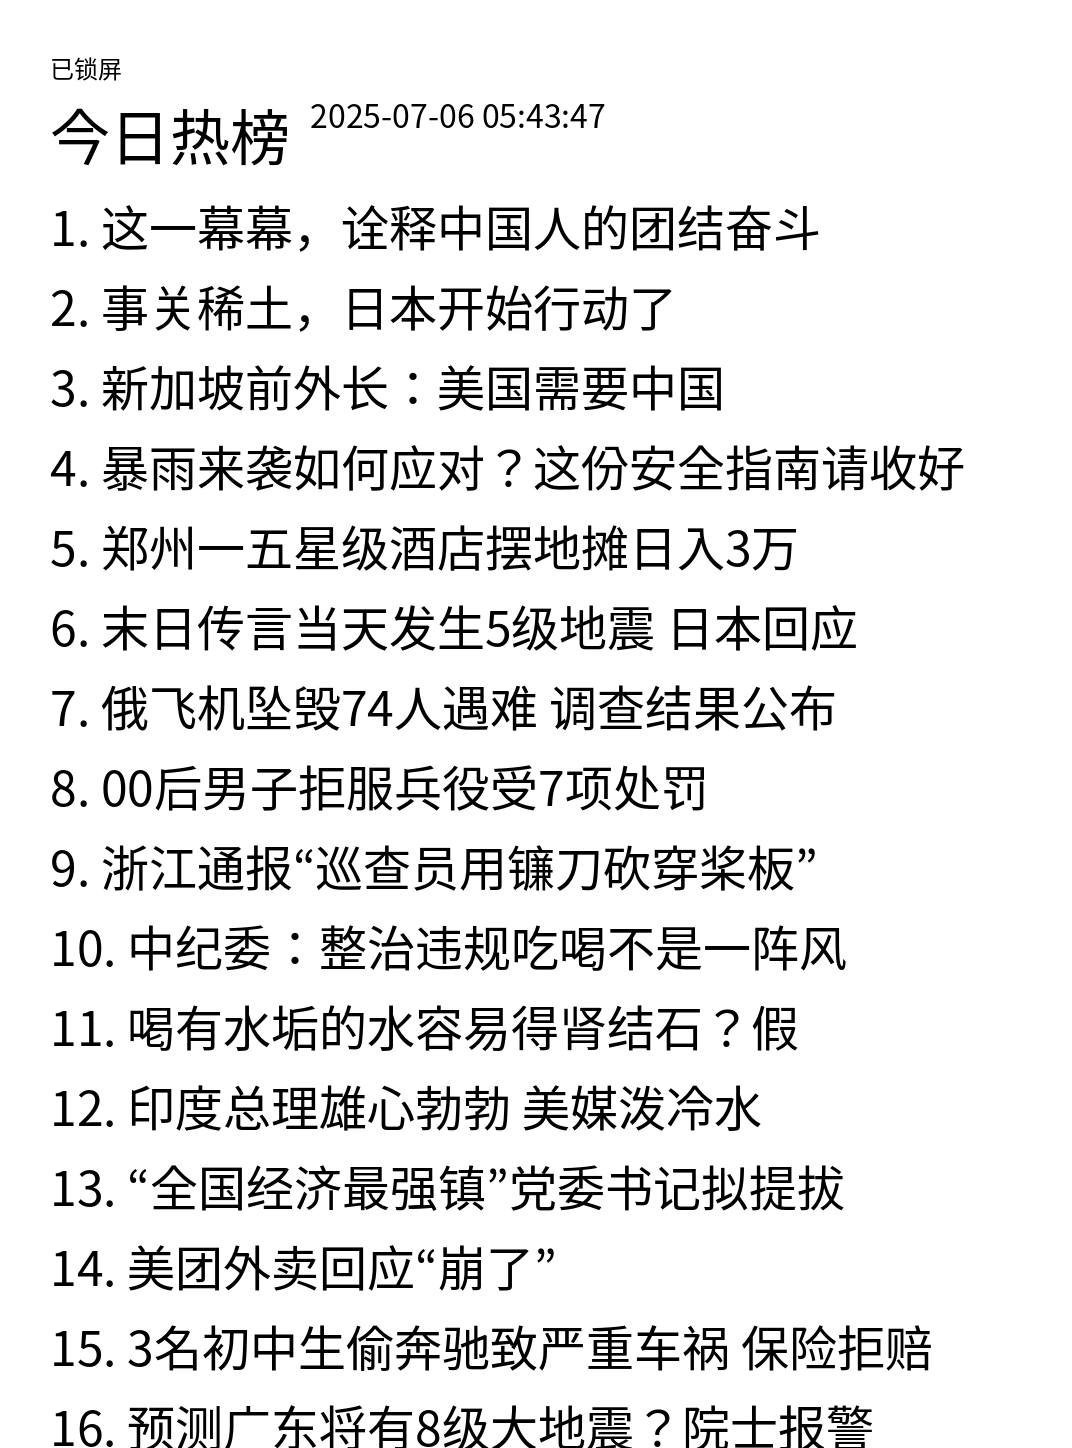 已锁屏
今日热榜 2025-07-06 05:43:47
1. 这一幕幕，诠释中国人的团结奋斗
2. 事关稀土，日本开始行动了
3. 新加坡前外长：美国需要中国
4. 暴雨来袭如何应对？这份安全指南请收好
5. 郑州一五星级酒店摆地摊日入3万
6. 末日传言当天发生5级地震 日本回应
7. 俄飞机坠毁74人遇难 调查结果公布
8. 00后男子拒服兵役受7项处罚
9. 浙江通报“巡查员用镰刀砍穿桨板”
10. 中纪委：整治违规吃喝不是一阵风
11. 喝有水垢的水容易得肾结石？假
12. 印度总理雄心勃勃 美媒泼冷水
13. “全国经济最强镇”党委书记拟提拔
14. 美团外卖回应“崩了”
15. 3名初中生偷奔驰致严重车祸 保险拒赔
16. 预测广东将有8级大地震？院士报警